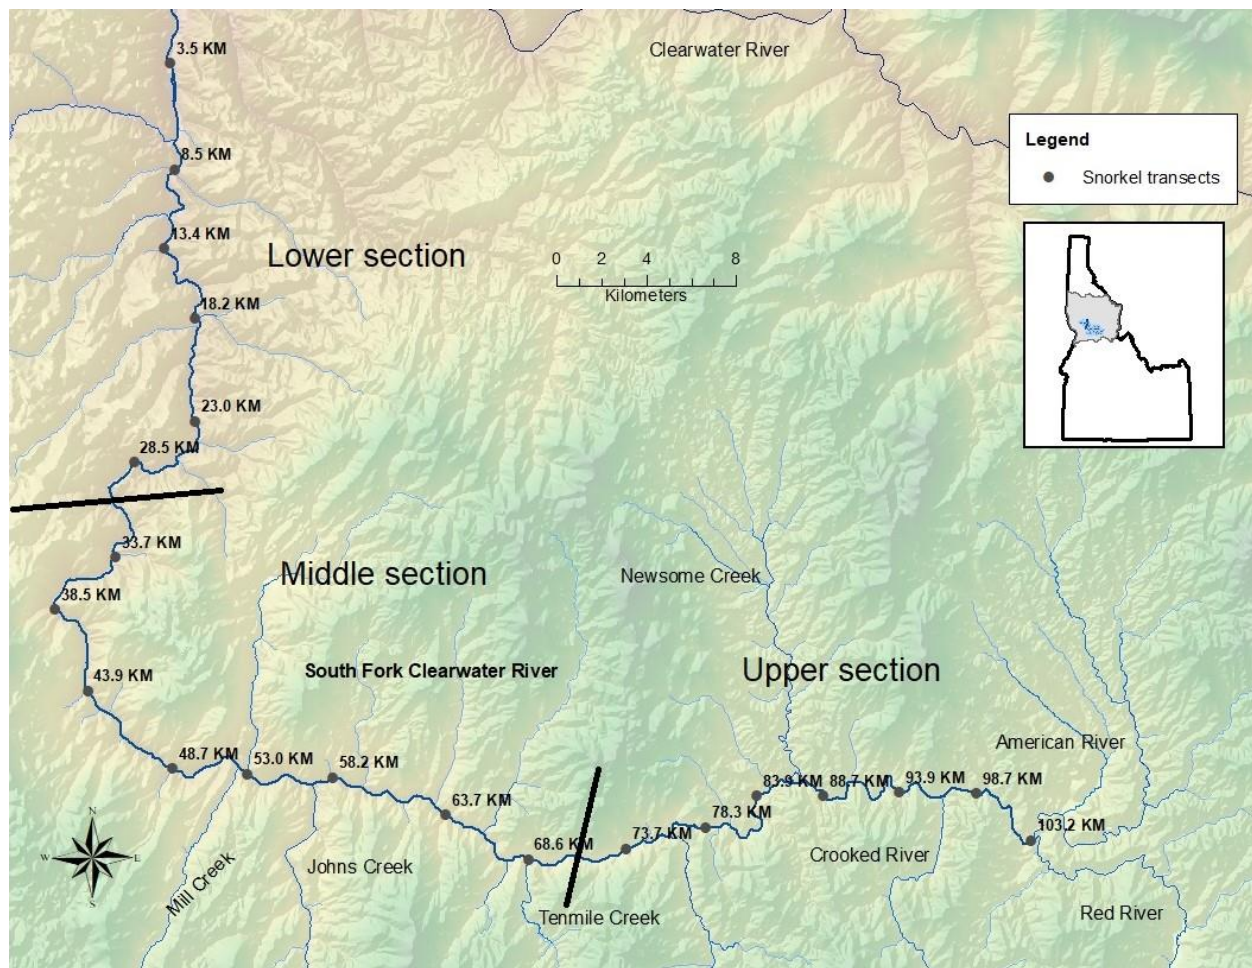 3.5 KM
Clearwater River
Legend
Snorkel transects
8.5 KM
13.4 KM
Lower section
0 2 4 8
Kilometers
18.2 KM
23.0 KM
28.5 KM
33.7 KM
Middle section
Newsome Creek
38.5 KM
South Fork Clearwater River
Upper section
43.9 KM
American River
48.7 KM
53.0 KM
58.2 KM
83.9 KM
88.7 KM
93.9 KM
98.7 KM
63.7 KM
78.3 KM
73.7 KM
68.6 KM
103.2 KM
N
W
E
S
Mill Creek
Johns Creek
Crooked River
Tenmile Creek
Red River